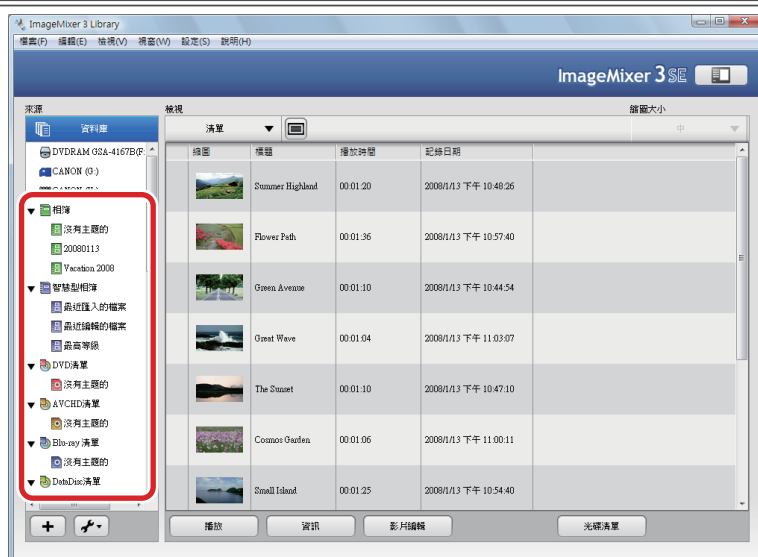 ImageMixer 3 Library
檔案(F) 編輯(E) 檢視(V) 視窗(W) 設定(S) 說明(H)
ImageMixer 3 SE
來源 檢視 縮圖大小
資料庫 清單 中
DVDRAM GSA-4167B(F: 縮圖 標題 播放時間 記錄日期
CANON (G:)
Summer Highland 00:01:20 2008/1/13 下午 10:48:26
相簿
沒有主題的
Flower Path 00:01:36 2008/1/13 下午 10:57:40
20080113
Vacation 2008
智慧型相簿
Green Avenue 00:01:10 2008/1/13 下午 10:44:54
最近匯入的檔案
最近編輯的檔案
Great Wave 00:01:04 2008/1/13 下午 11:03:07
最高等級
DVD清單
沒有主題的
The Sunset 00:01:10 2008/1/13 下午 10:47:10
AVCHD清單
沒有主題的
Blu-ray 清單
Cosmos Garden 00:01:06 2008/1/13 下午 11:00:11
沒有主題的
DataDisc清單
Small Island 00:01:25 2008/1/13 下午 10:54:40
播放 資訊 影片編輯 光碟清單